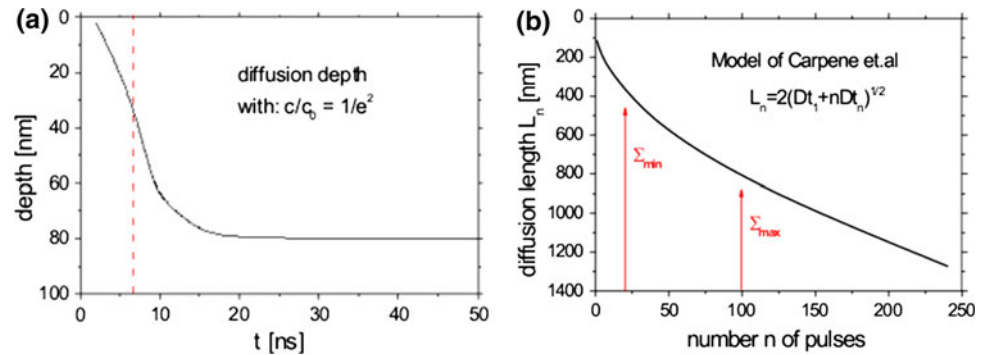 (a)
0
20
40
60
80
100
depth [nm]
0
10
20
30
40
50
t [ns]
diffusion depth
with: c/c₀ = 1/e²
(b)
200
400
600
800
1000
1200
1400
diffusion length Lₙ [nm]
0
50
100
150
200
250
number n of pulses
Model of Carpene et.al
Lₙ=2(Dt₁+nDtₙ)^1/2
Σmin
Σmax